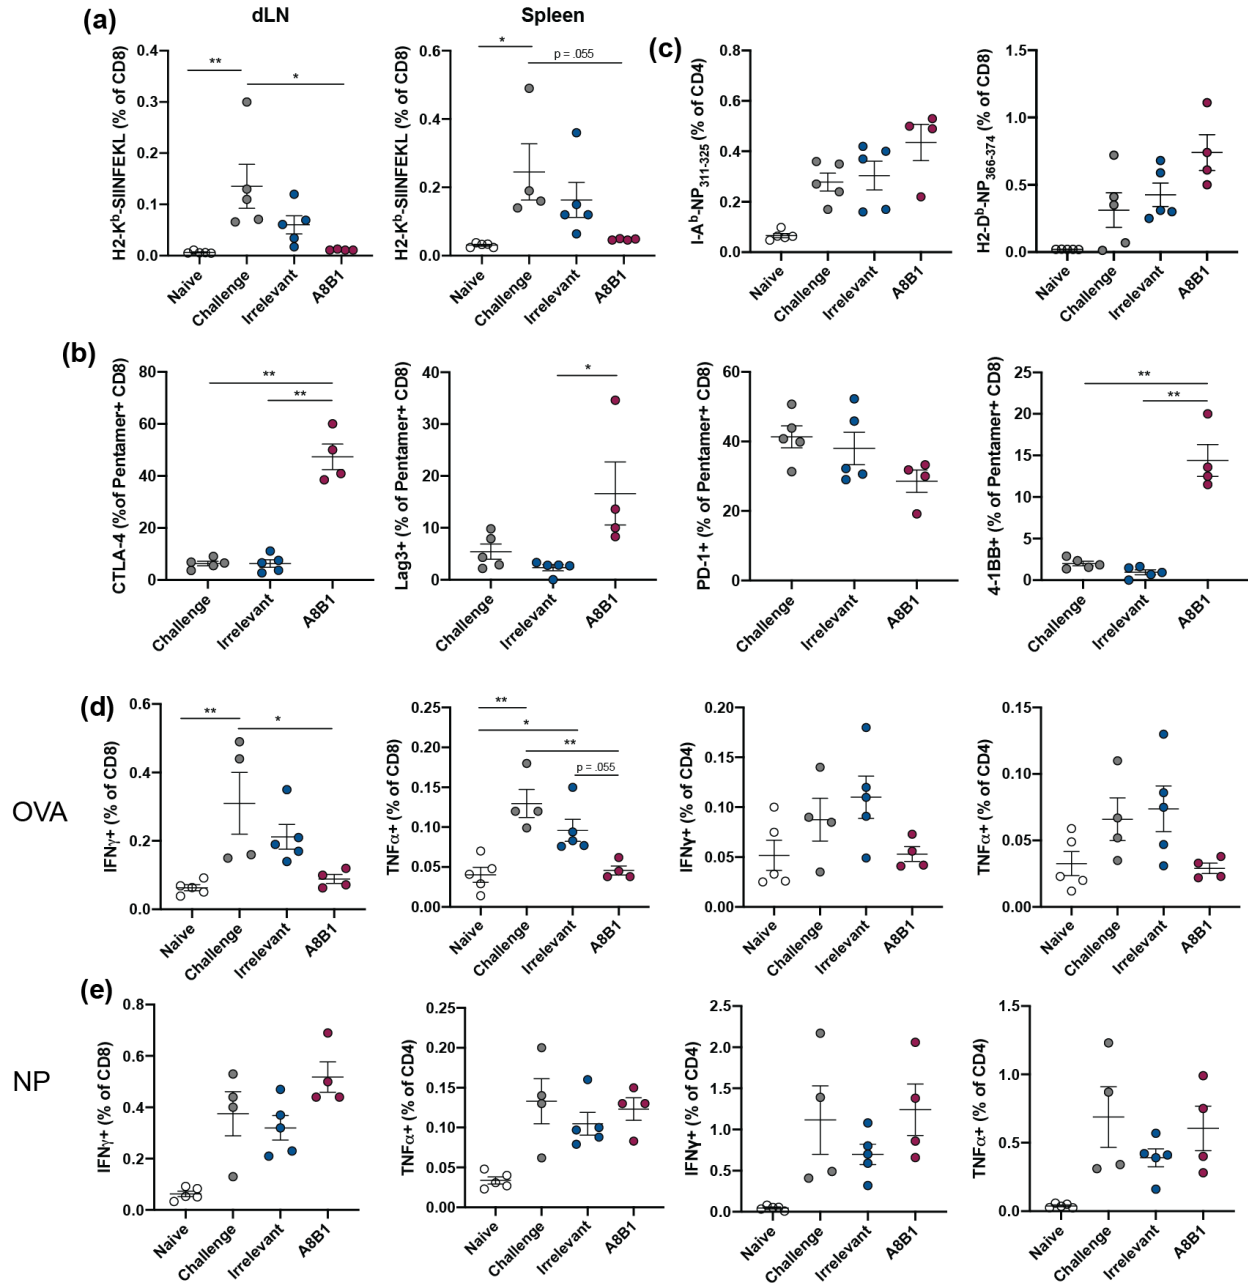 (a)
dLN
Spleen
H2-Kᵇ-SIINFEKL (% of CD8)
0.4
0.3
0.2
0.1
0.0
Naive
Challenge
Irrelevant
A8B1
**
*
H2-Kᵇ-SIINFEKL (% of CD8)
0.6
0.4
0.2
0.0
Naive
Challenge
Irrelevant
A8B1
*
p = .055
(c)
I-Aᵇ-NP₃₁₁₋₃₂₅ (% of CD4)
0.8
0.6
0.4
0.2
0.0
Naive
Challenge
Irrelevant
A8B1
H2-Dᵇ-NP₃₆₆₋₃₇₄ (% of CD8)
1.5
1.0
0.5
0.0
Naive
Challenge
Irrelevant
A8B1
(b)
CTLA-4 (%of Pentamer+ CD8)
80
60
40
20
0
Challenge
Irrelevant
A8B1
**
**
Lag3+ (% of Pentamer+ CD8)
40
30
20
10
0
Challenge
Irrelevant
A8B1
*
PD-1+ (% of Pentamer+ CD8)
60
40
20
0
Challenge
Irrelevant
A8B1
4-1BB+ (% of Pentamer+ CD8)
25
20
15
10
5
0
Challenge
Irrelevant
A8B1
**
**
(d)
OVA
IFNγ+ (% of CD8)
0.6
0.4
0.2
0.0
Naive
Challenge
Irrelevant
A8B1
**
*
TNFα+ (% of CD8)
0.25
0.20
0.15
0.10
0.05
0.00
Naive
Challenge
Irrelevant
A8B1
**
*
**
p = .055
IFNγ+ (% of CD4)
0.20
0.15
0.10
0.05
0.00
Naive
Challenge
Irrelevant
A8B1
TNFα+ (% of CD4)
0.15
0.10
0.05
0.00
Naive
Challenge
Irrelevant
A8B1
(e)
NP
IFNγ+ (% of CD8)
0.8
0.6
0.4
0.2
0.0
Naive
Challenge
Irrelevant
A8B1
TNFα+ (% of CD4)
0.25
0.20
0.15
0.10
0.05
0.00
Naive
Challenge
Irrelevant
A8B1
IFNγ+ (% of CD4)
2.5
2.0
1.5
1.0
0.5
0.0
Naive
Challenge
Irrelevant
A8B1
TNFα+ (% of CD4)
1.5
1.0
0.5
0.0
Naive
Challenge
Irrelevant
A8B1